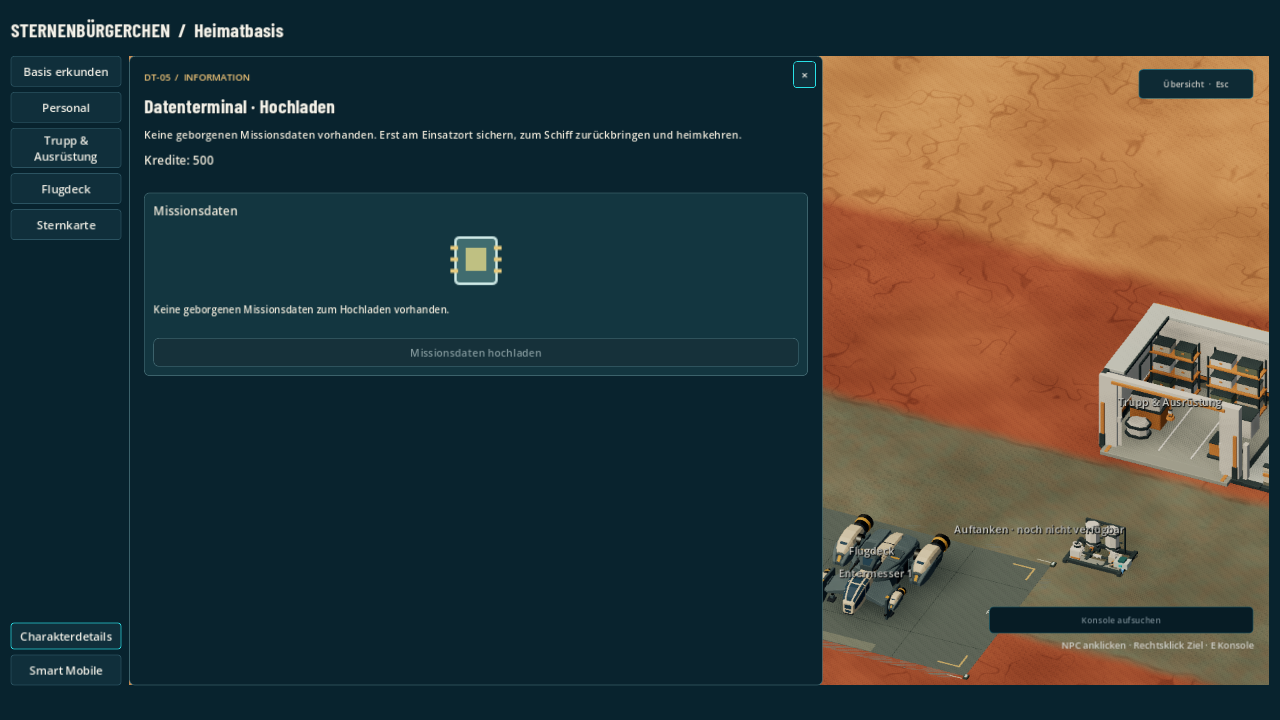 STERNENBÜRGERCHEN / Heimatbasis
Basis erkunden
Personal
Trupp &
Ausrüstung
Flugdeck
Sternkarte
Charakterdetails
Smart Mobile
DT-05 / INFORMATION
×
Datenterminal · Hochladen
Keine geborgenen Missionsdaten vorhanden. Erst am Einsatzort sichern, zum Schiff zurückbringen und heimkehren.
Kredite: 500
Missionsdaten
Keine geborgenen Missionsdaten zum Hochladen vorhanden.
Missionsdaten hochladen
Übersicht · Esc
Trupp & Ausrüstung
Auftanken · noch nicht verfügbar
Flugdeck
Entermesser 1
Konsole aufsuchen
NPC anklicken · Rechtsklick Ziel · E Konsole